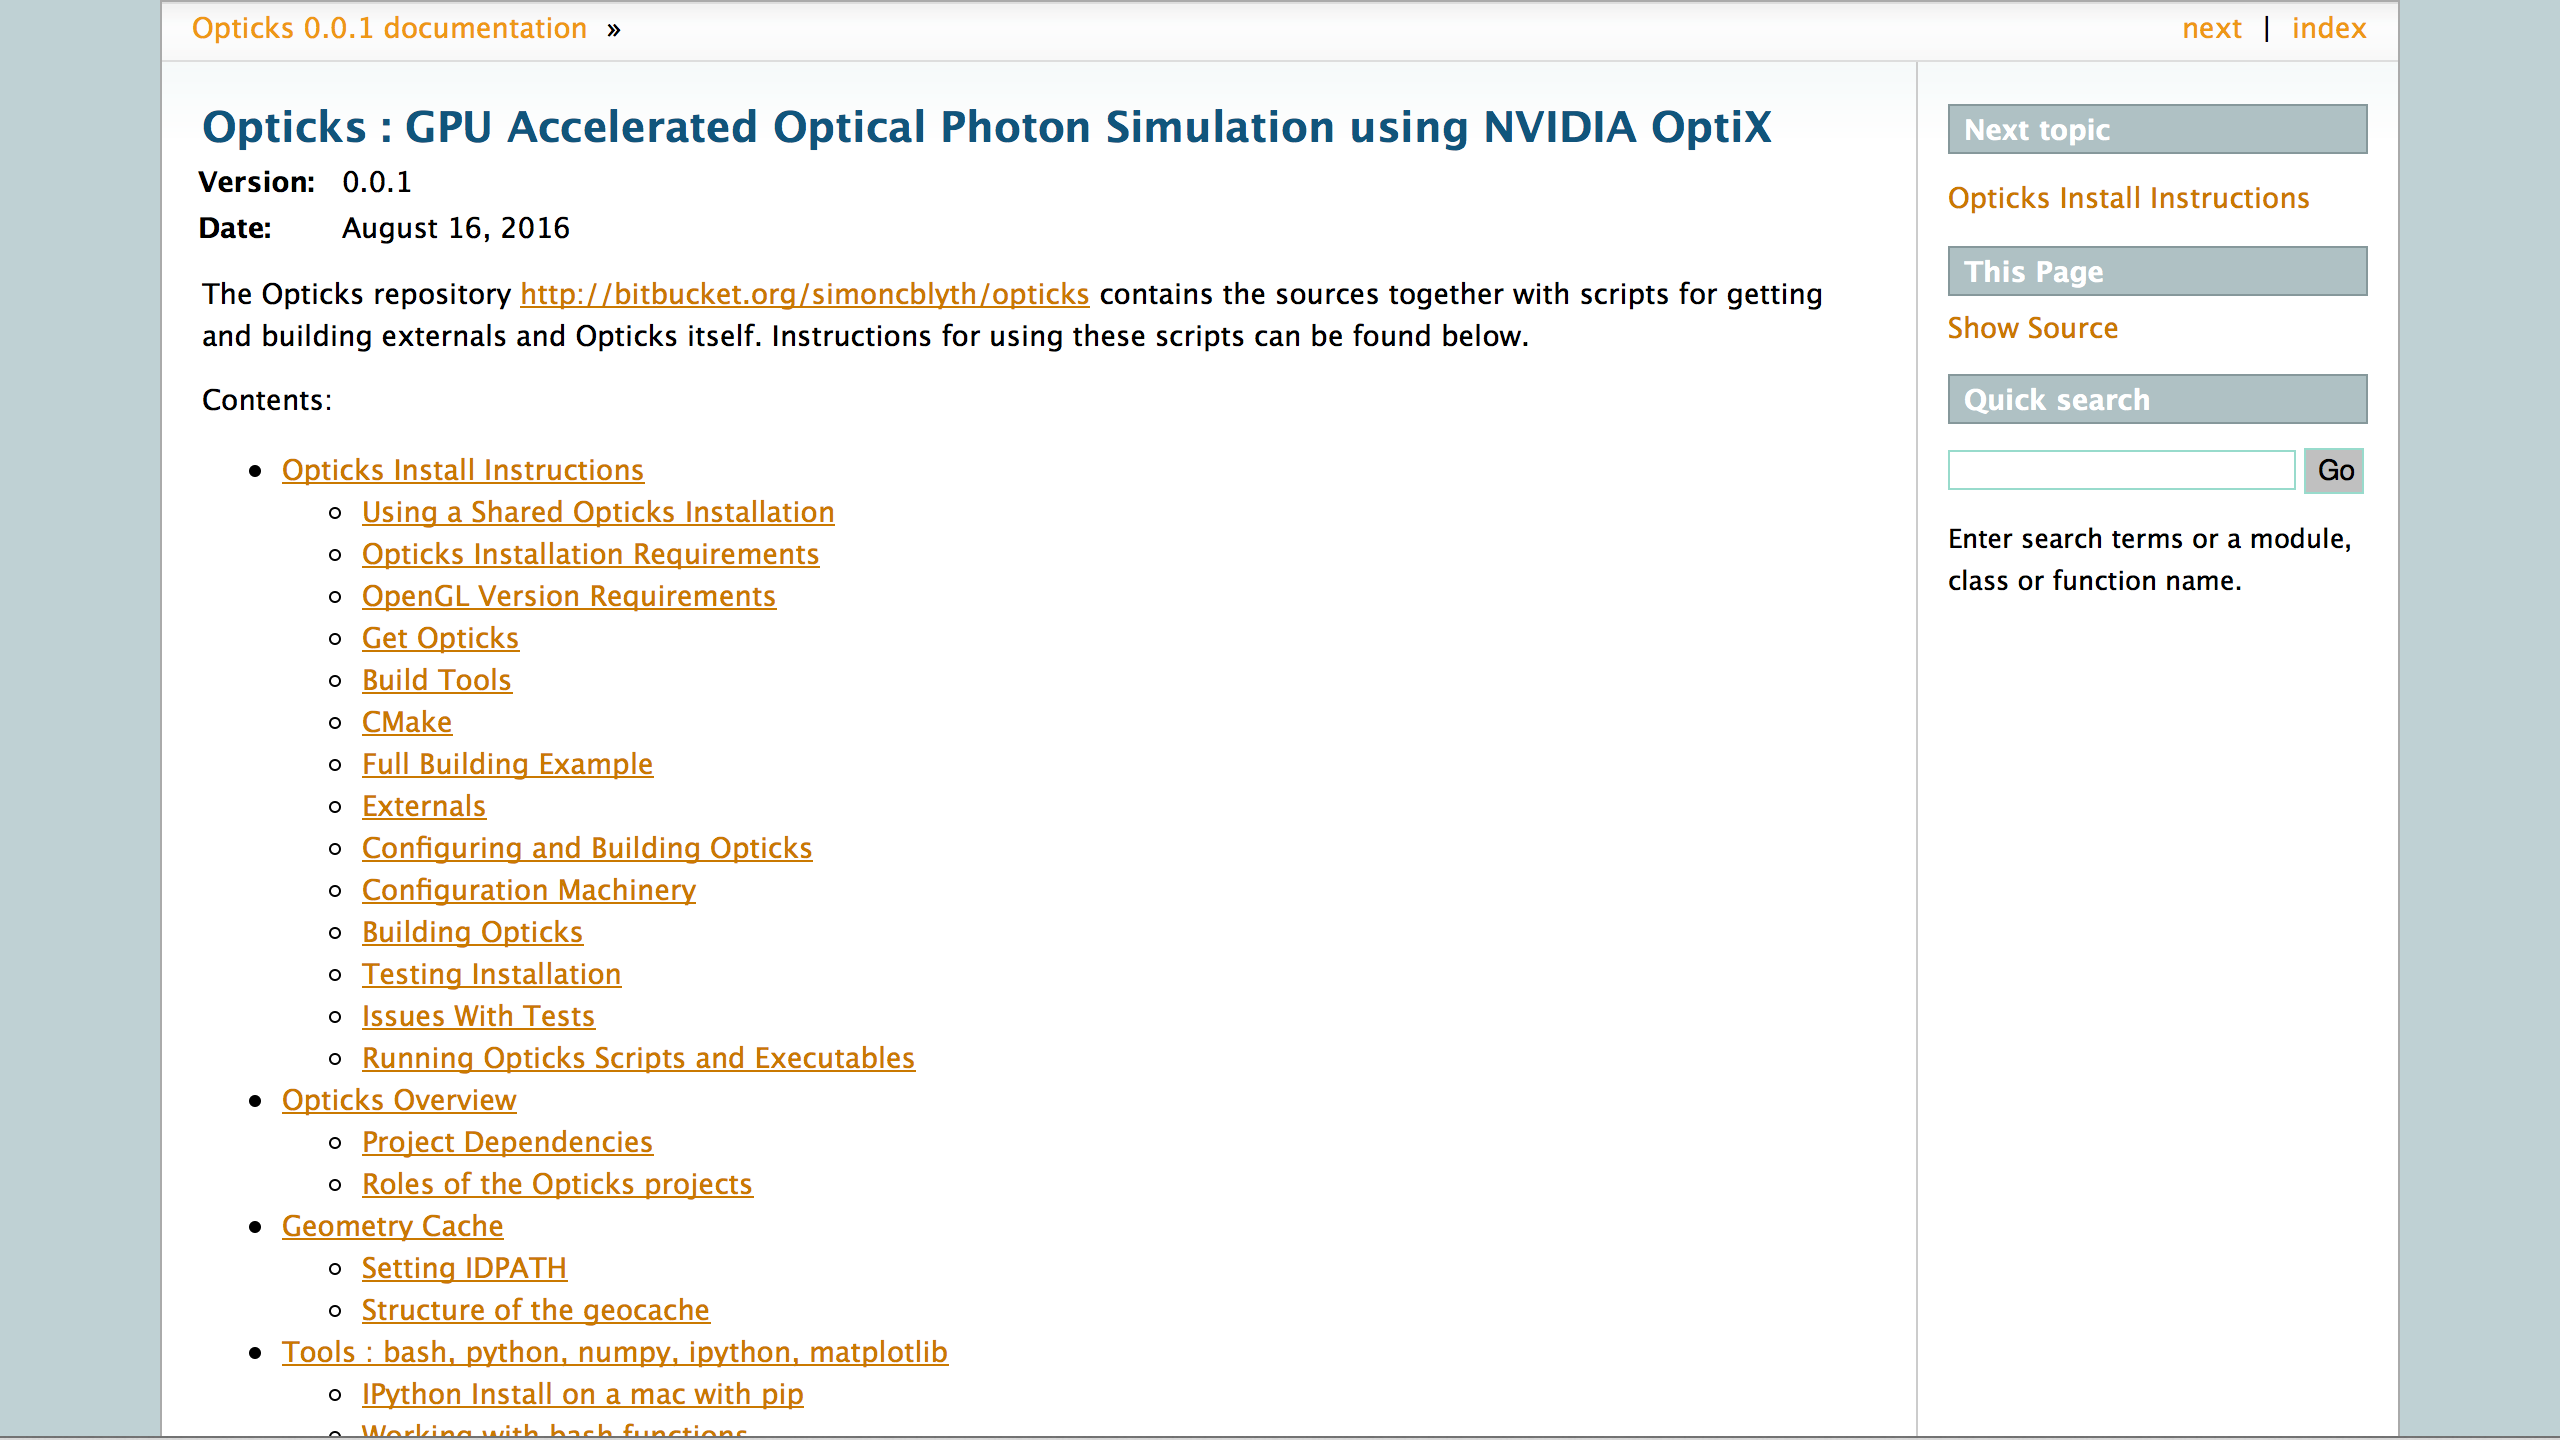 Opticks 0.0.1 documentation »
next | index
Opticks : GPU Accelerated Optical Photon Simulation using NVIDIA OptiX
Version: 0.0.1
Date: August 16, 2016
The Opticks repository http://bitbucket.org/simoncblyth/opticks contains the sources together with scripts for getting
and building externals and Opticks itself. Instructions for using these scripts can be found below.
Contents:
Opticks Install Instructions
Using a Shared Opticks Installation
Opticks Installation Requirements
OpenGL Version Requirements
Get Opticks
Build Tools
CMake
Full Building Example
Externals
Configuring and Building Opticks
Configuration Machinery
Building Opticks
Testing Installation
Issues With Tests
Running Opticks Scripts and Executables
Opticks Overview
Project Dependencies
Roles of the Opticks projects
Geometry Cache
Setting IDPATH
Structure of the geocache
Tools : bash, python, numpy, ipython, matplotlib
IPython Install on a mac with pip
Working with bash functions
Next topic
Opticks Install Instructions
This Page
Show Source
Quick search
Go
Enter search terms or a module,
class or function name.